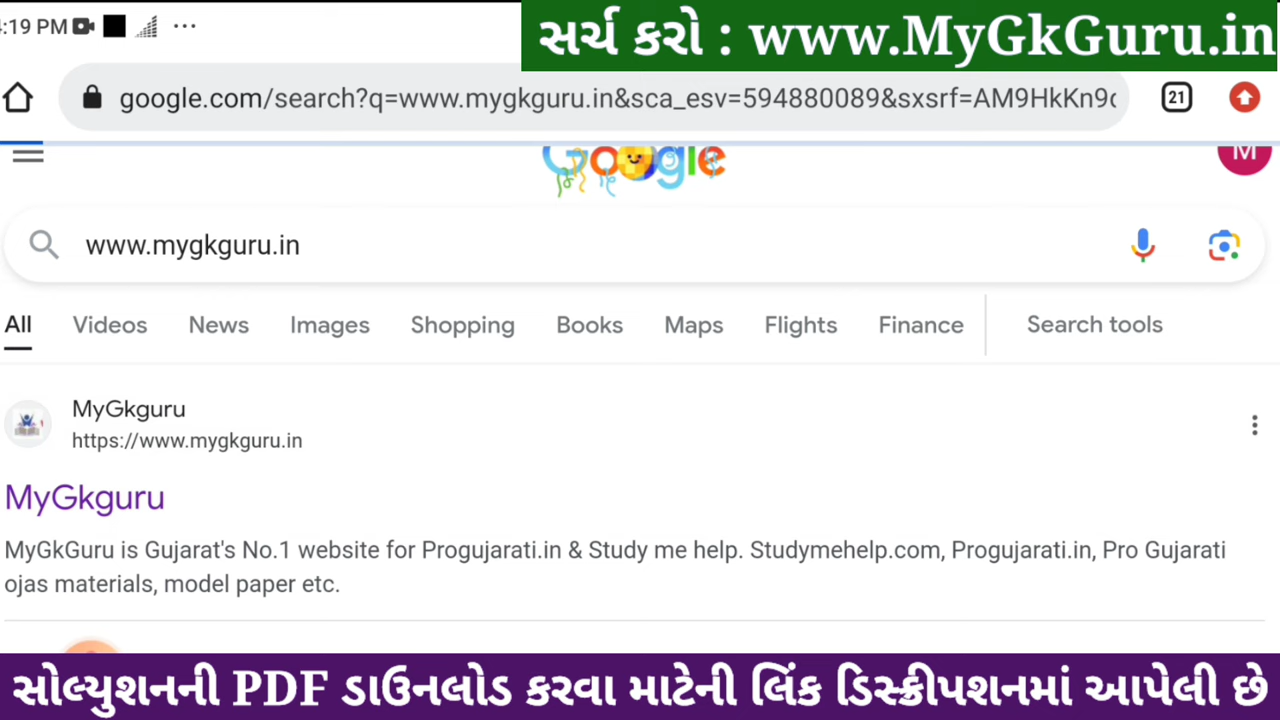 :19 PM
સર્ચ કરો : www.MyGkGuru.in
google.com/search?q=www.mygkguru.in&sca_esv=594880089&sxsrf=AM9HkKn9c
21
Google
M
www.mygkguru.in
All Videos News Images Shopping Books Maps Flights Finance Search tools
MyGkguru
https://www.mygkguru.in
MyGkguru
MyGkGuru is Gujarat's No.1 website for Progujarati.in & Study me help. Studymehelp.com, Progujarati.in, Pro Gujarati
ojas materials, model paper etc.
સોલ્યુશનની PDF ડાઉનલોડ કરવા માટેની લિંક ડિસ્ક્રીપશનમાં આપેલી છે